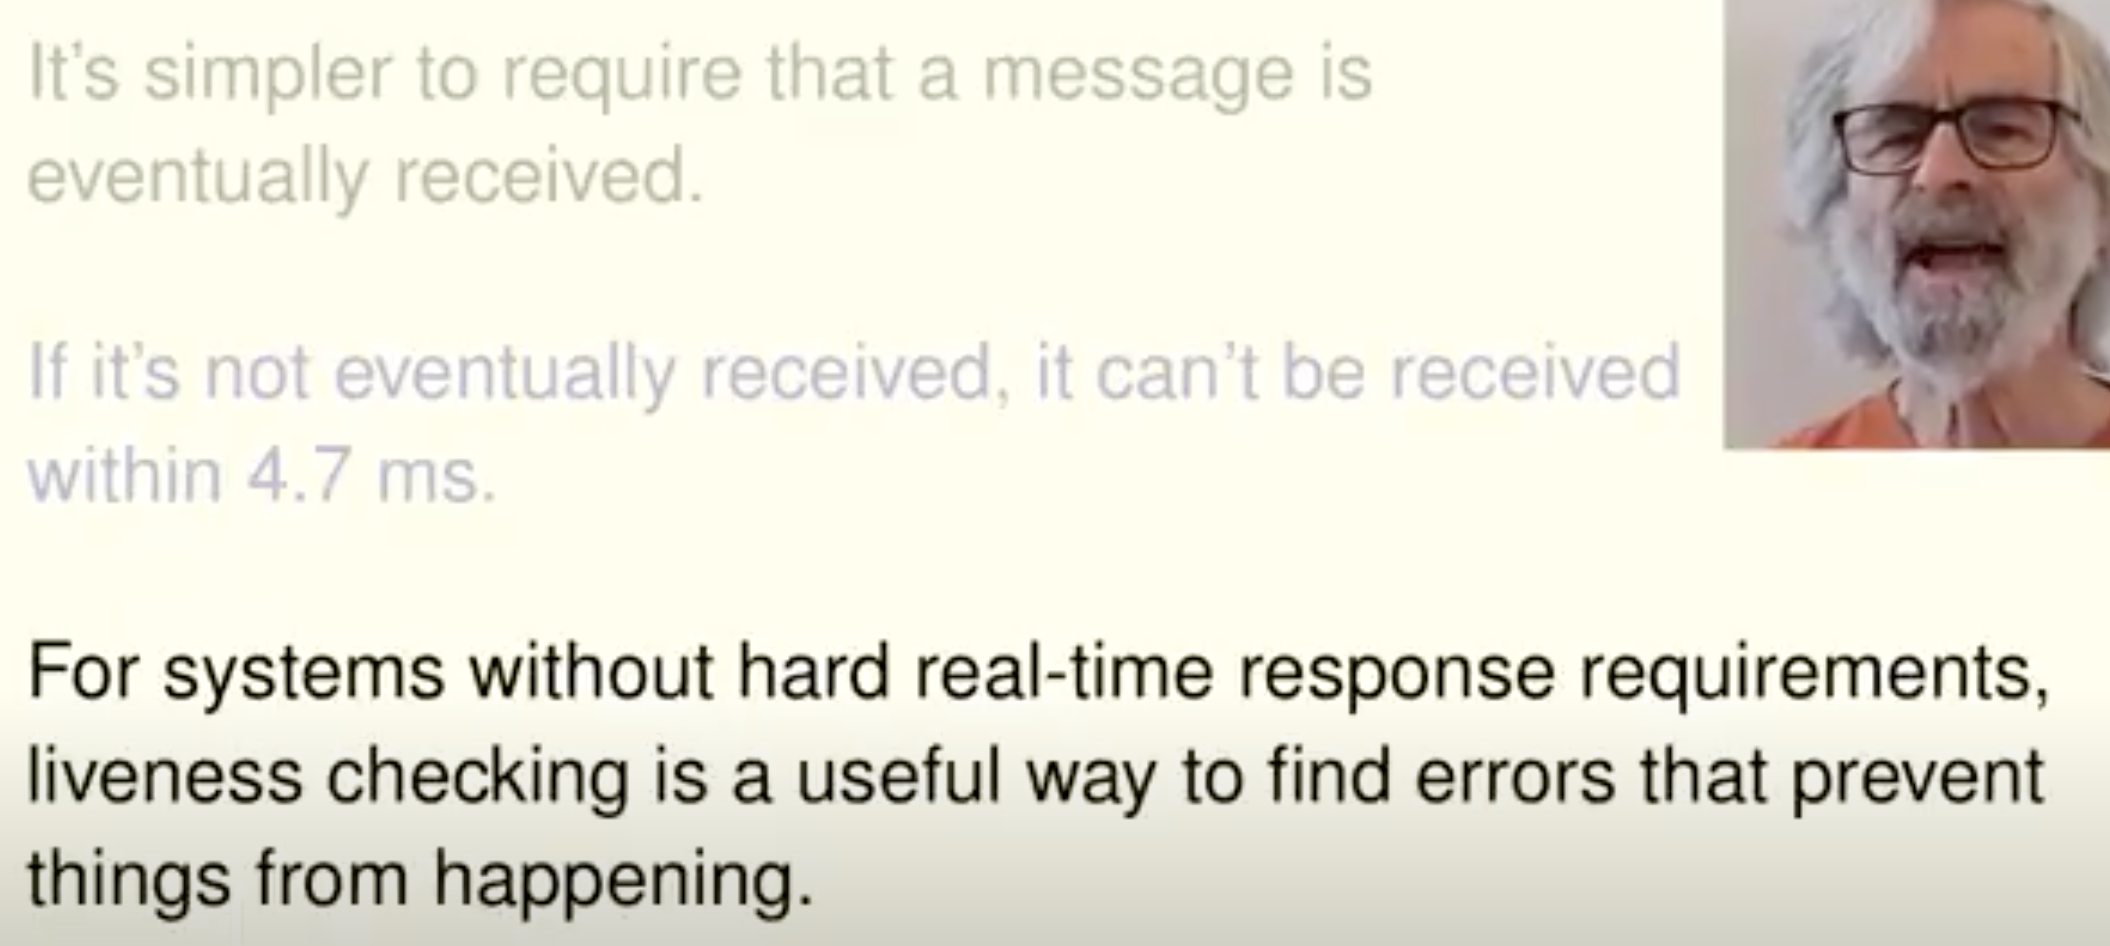 It's simpler to require that a message is
eventually received.
If it's not eventually received, it can't be received
within 4.7 ms.
For systems without hard real-time response requirements,
liveness checking is a useful way to find errors that prevent
things from happening.